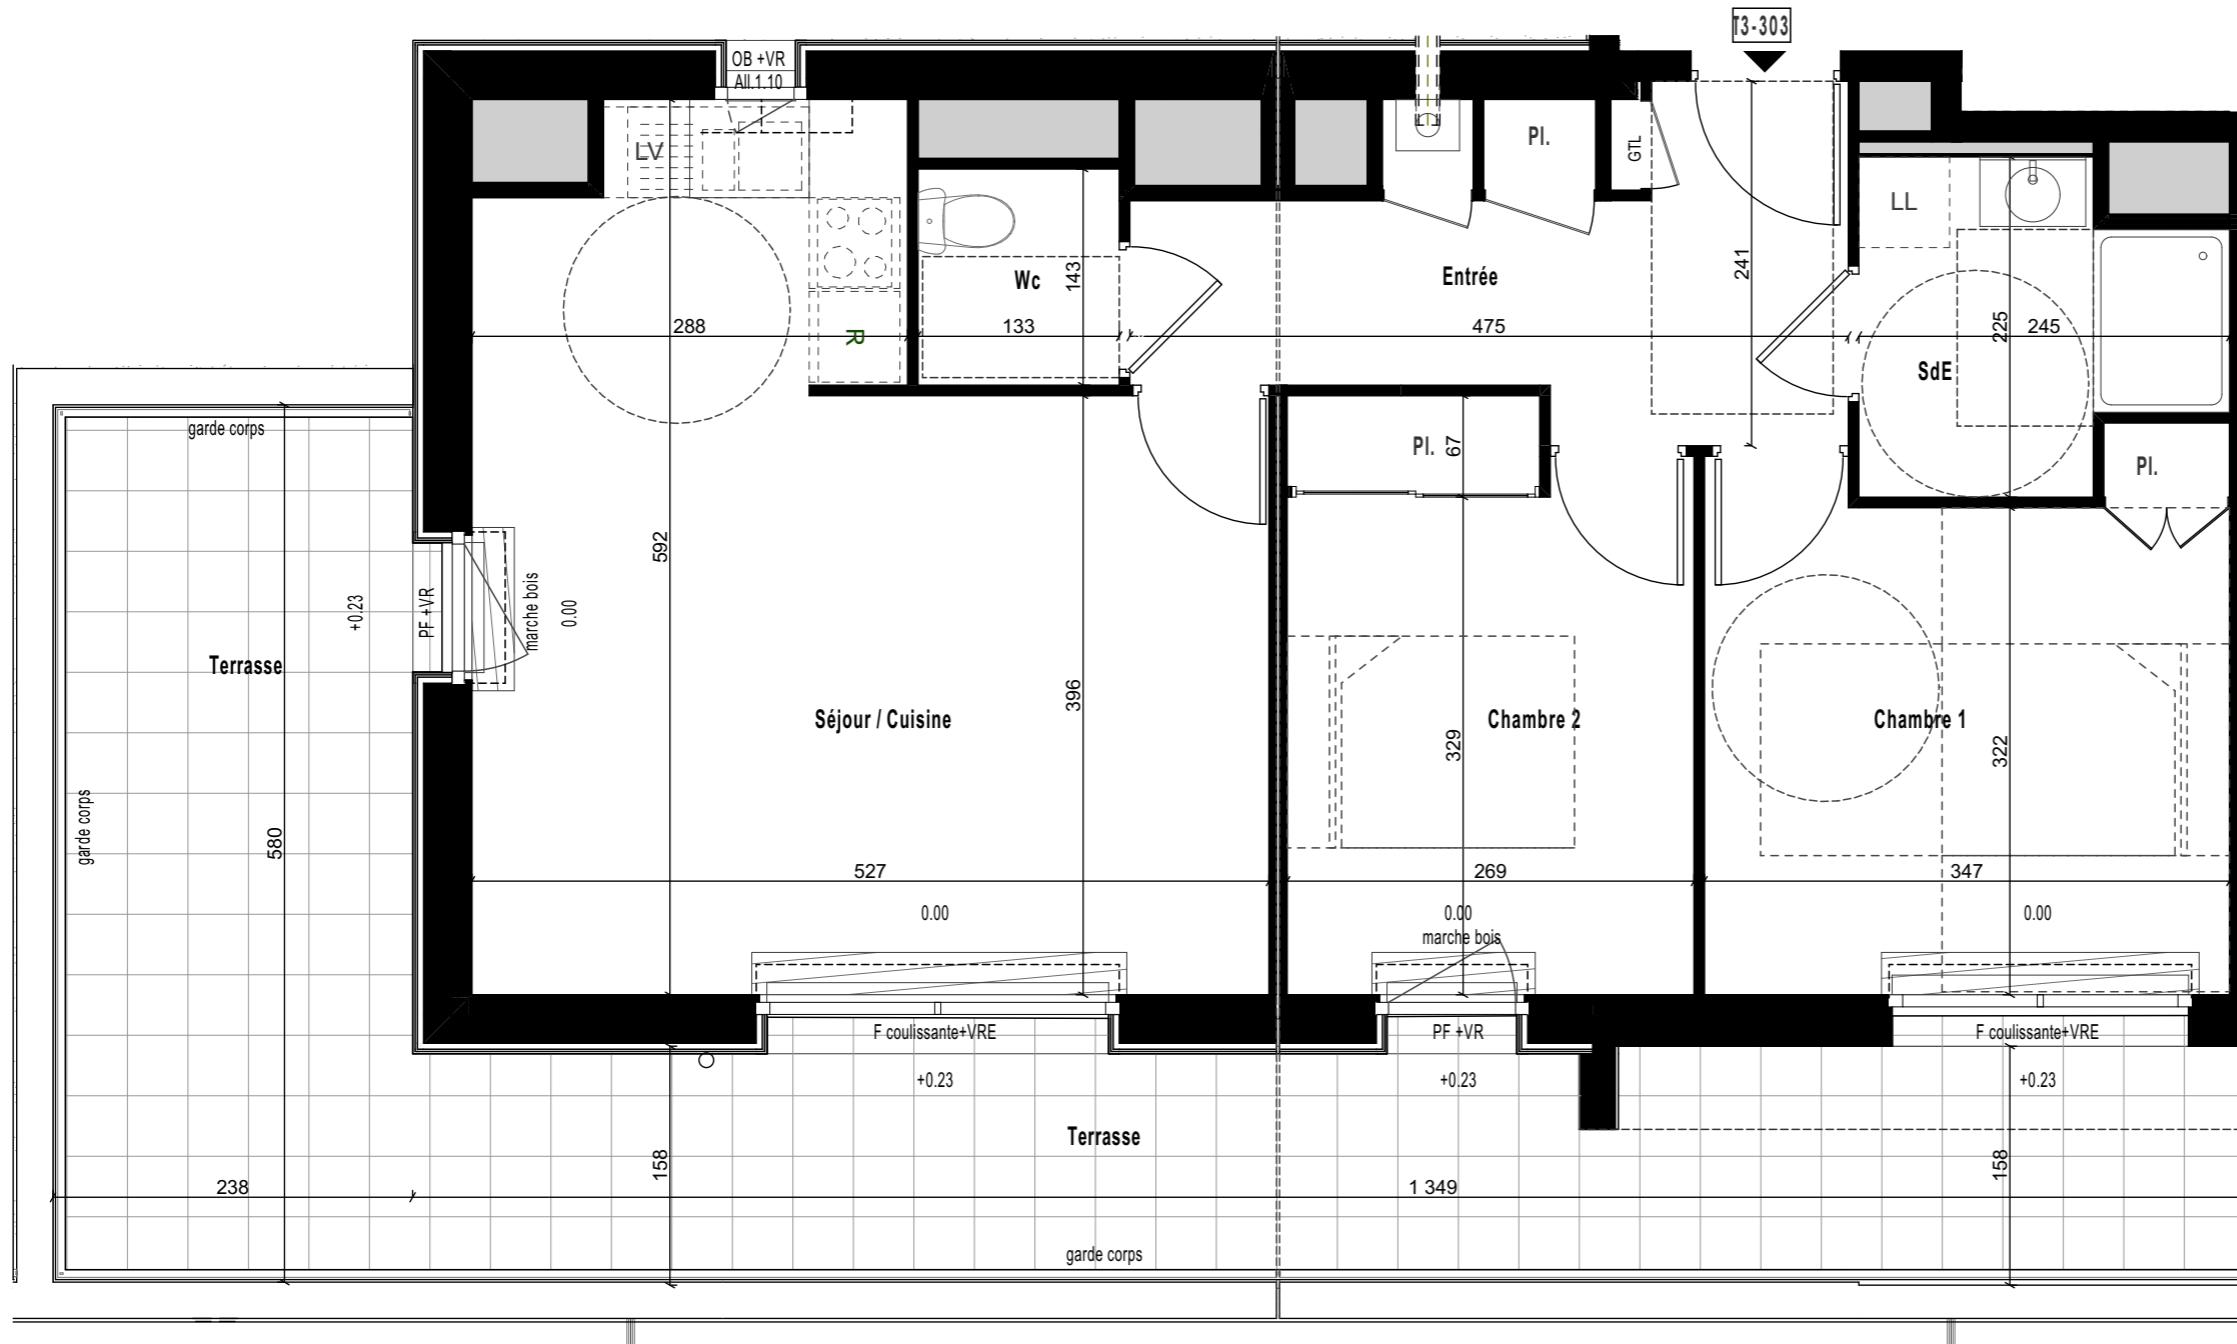 T3-303
OB +VR
All.1.10
LV
Pl.
GTL
LL
Wc
143
Entrée
241
288
133
475
225
245
R
SdE
garde corps
Pl.
67
Pl.
592
+0.23
PF +VR
marche bois
0.00
Terrasse
396
Séjour / Cuisine
Chambre 2
Chambre 1
329
322
garde corps
580
527
269
347
0.00
0.00
0.00
marche bois
F coulissante+VRE
PF +VR
F coulissante+VRE
+0.23
+0.23
+0.23
Terrasse
158
158
238
1 349
garde corps